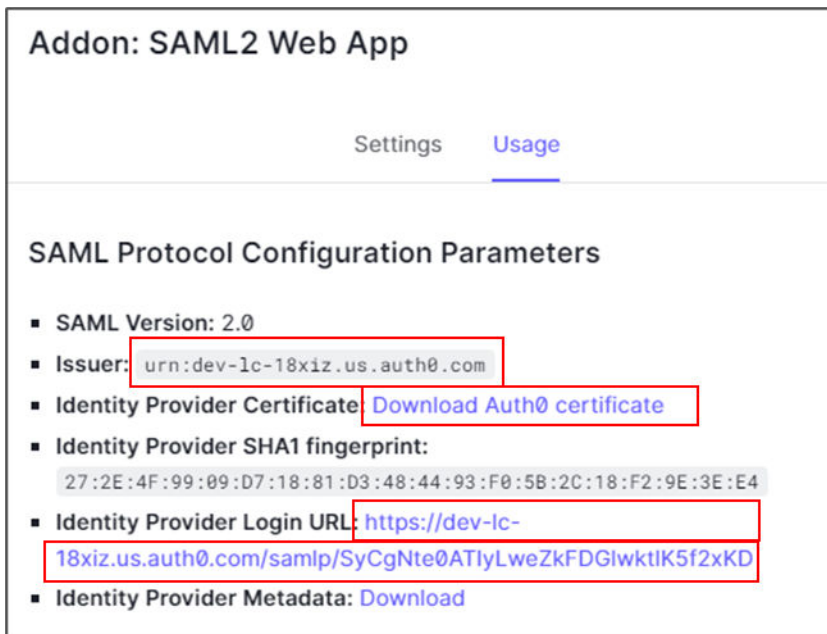 Addon: SAML2 Web App
Settings Usage
SAML Protocol Configuration Parameters
▪ SAML Version: 2.0
▪ Issuer: urn:dev-lc-18xiz.us.auth0.com
▪ Identity Provider Certificate: Download Auth0 certificate
▪ Identity Provider SHA1 fingerprint:
27:2E:4F:99:09:D7:18:81:D3:48:44:93:F0:5B:2C:18:F2:9E:3E:E4
▪ Identity Provider Login URL: https://dev-lc-
18xiz.us.auth0.com/samlp/SyCgNte0ATIyLweZkFDGlwktlK5f2xKD
▪ Identity Provider Metadata: Download